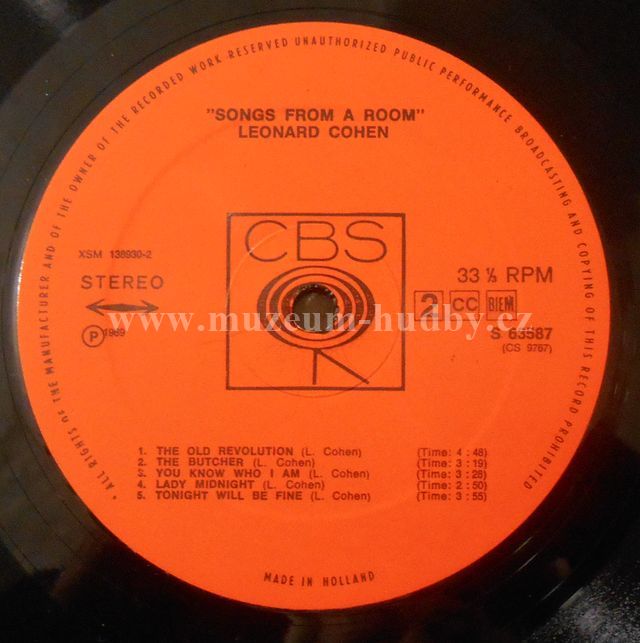 • ALL RIGHTS OF THE MANUFACTURER AND OF THE OWNER OF THE RECORDED WORK RESERVED UNAUTHORIZED PUBLIC PERFORMANCE BROADCASTING AND COPYING OF THIS RECORD PROHIBITED
"SONGS FROM A ROOM"
LEONARD COHEN
CBS
XSM 138930-2
STEREO
33 ⅓ RPM
2 CC BIEM
www.muzeum-hudby.cz
Ⓟ 1969
S 63587
(CS 9767)
1. THE OLD REVOLUTION (L. Cohen) (Time: 4 : 48)
2. THE BUTCHER (L. Cohen) (Time: 3 : 19)
3. YOU KNOW WHO I AM (L. Cohen) (Time: 3 : 28)
4. LADY MIDNIGHT (L. Cohen) (Time: 2 : 50)
5. TONIGHT WILL BE FINE (L. Cohen) (Time: 3 : 55)
MADE IN HOLLAND